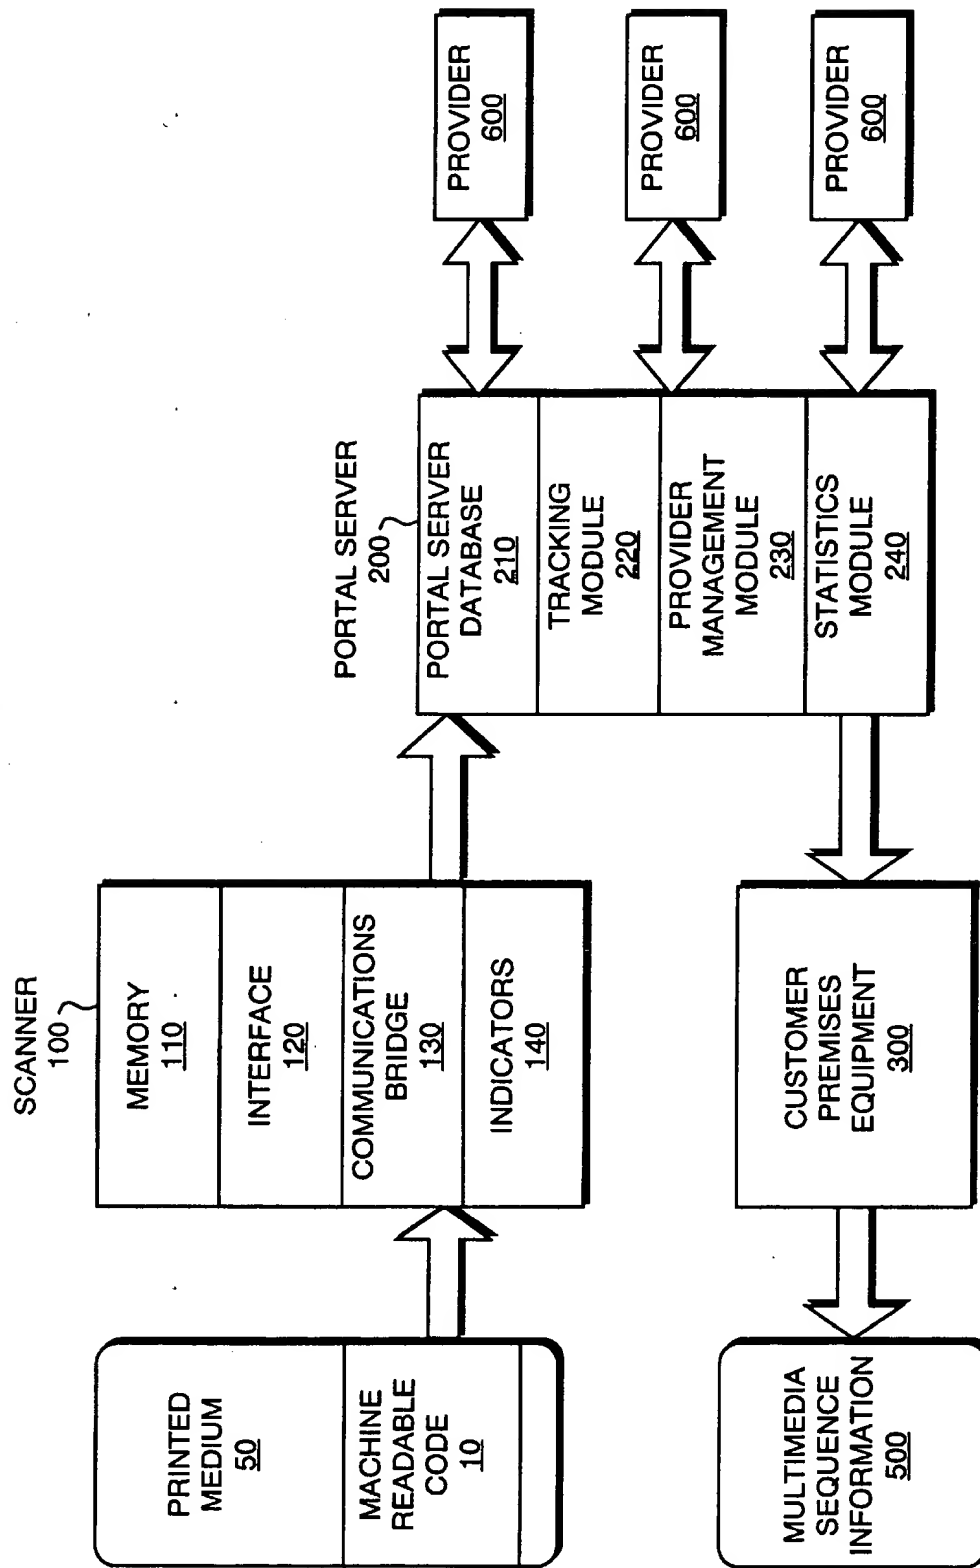 PRINTED
MEDIUM
50
MACHINE
READABLE
CODE
10
SCANNER
100
MEMORY
110
INTERFACE
120
COMMUNICATIONS
BRIDGE
130
INDICATORS
140
PORTAL SERVER
200
PORTAL SERVER
DATABASE
210
TRACKING
MODULE
220
PROVIDER
MANAGEMENT
MODULE
230
STATISTICS
MODULE
240
PROVIDER
600
PROVIDER
600
PROVIDER
600
CUSTOMER
PREMISES
EQUIPMENT
300
MULTIMEDIA
SEQUENCE
INFORMATION
500